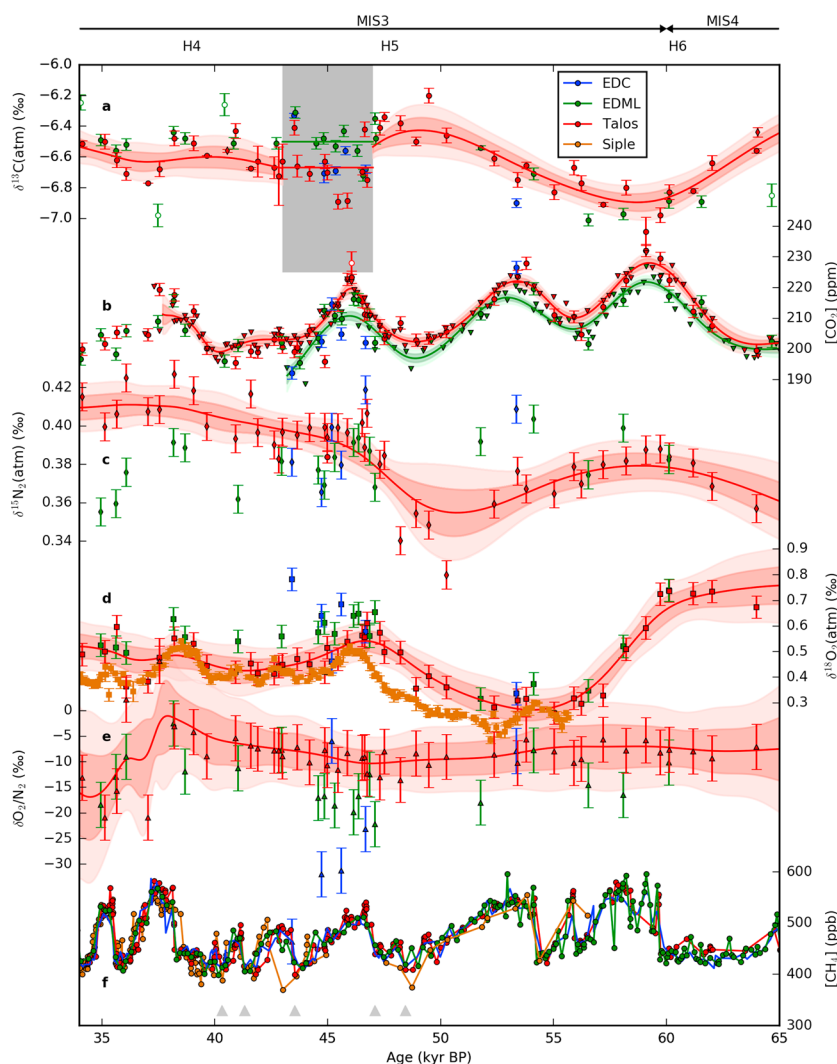 MIS3 MIS4
H4 H5 H6
−6.0
−6.2
−6.4
−6.6
−6.8
−7.0
δ¹³C(atm) (‰)
a
EDC
EDML
Talos
Siple
240
230
220
210
200
190
[CO₂] (ppm)
b
0.42
0.40
0.38
0.36
0.34
δ¹⁵N₂(atm) (‰)
c
0.9
0.8
0.7
0.6
0.5
0.4
0.3
δ¹⁸O₂(atm) (‰)
d
0
−5
−10
−15
−20
−25
−30
δO₂/N₂ (‰)
e
600
500
400
300
[CH₄] (ppb)
f
35 40 45 50 55 60 65
Age (kyr BP)